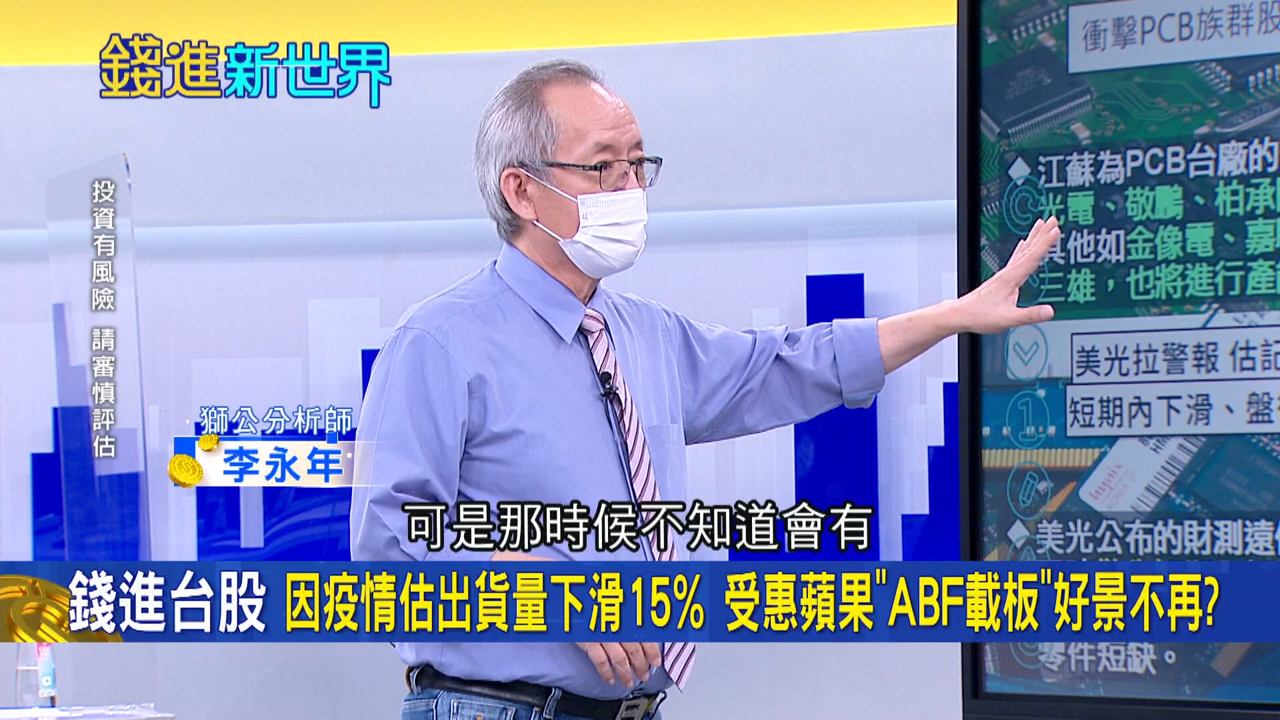 錢進新世界
衝擊PCB族群股
投資有風險 請審慎評估
◆江蘇為PCB台廠的
光電、敬鵬、柏承
其他如金像電、嘉
三雄，也將進行產
美光拉警報 估記
短期內下滑、盤
獅公分析師
李永年
可是那時候不知道會有
◆美光公布的財測遠
錢進台股 因疫情估出貨量下滑15% 受惠蘋果"ABF載板"好景不再?
零件短缺。